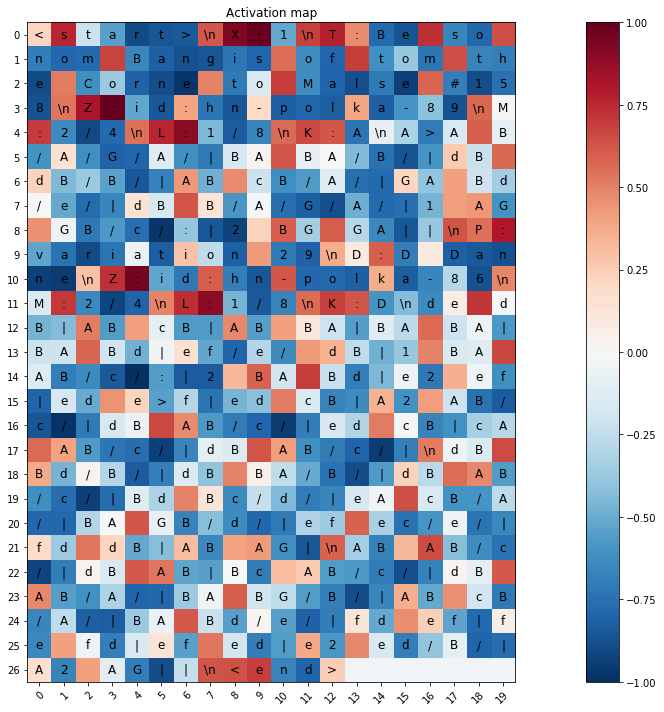 Activation map
0 < s t a r t > \n X : 1 \n T : B e s o
1 n o m B a n g i s o f t o m t h
2 e C o r n e t o M a l s e # 1 5
3 8 \n Z : i d : h n - p o l k a - 8 9 \n M
4 : 2 / 4 \n L : 1 / 8 \n K : A \n A > A B
5 / A / G / A / | B A B A / B / | d B
6 d B / B / | A B c B / A / | G A B d
7 / e / | d B B / A / G / A / | 1 A G
8 G B / c / : | 2 B G G A | | \n P :
9 v a r i a t i o n 2 9 \n D : D D a n
10 n e \n Z : i d : h n - p o l k a - 8 6 \n
11 M : 2 / 4 \n L : 1 / 8 \n K : D \n d e d
12 B | A B c B | A B B A | B A B A |
13 B A B d | e f / e / d B | 1 B A
14 A B / c / : | 2 B A B d | e 2 e f
15 | e d e > f | e d c B | A 2 A B /
16 c / | d B A B / c / | e d c B | c A
17 A B / c / | d B A B / c / | \n d B
18 B d / B / | d B B A / B / | d B A B
19 / c / | B d B c / d / | e A c B / A
20 / | B A G B / d / | e f e c / e / |
21 f d d B | A B A G | \n A B A B / c
22 / | d B A B | B c A B / c / | d B
23 A B / A / | B A B G / B / | A B c B
24 / A / | B A B d / e / | f d e f | f
25 e f d | e f e d | e 2 e d / B / |
26 A 2 A G | | \n < e n d >
0 1 2 3 4 5 6 7 8 9 10 11 12 13 14 15 16 17 18 19
1.00
0.75
0.50
0.25
0.00
−0.25
−0.50
−0.75
−1.00